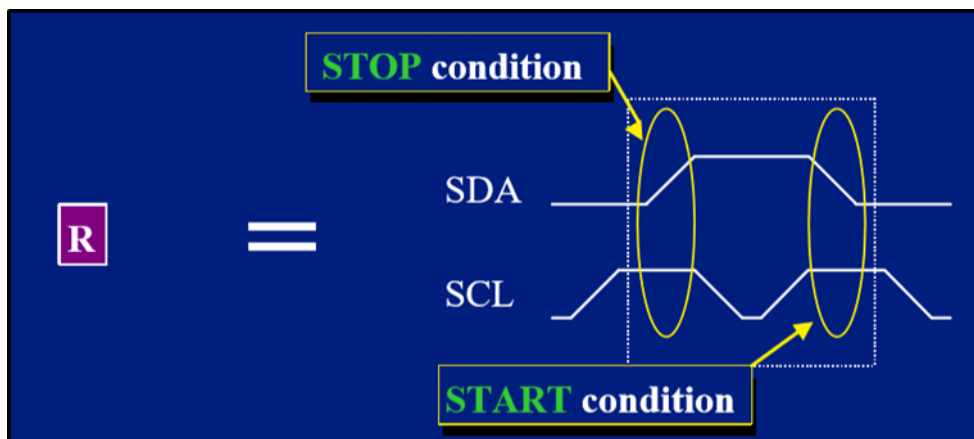 STOP condition
SDA
R
=
SCL
START condition